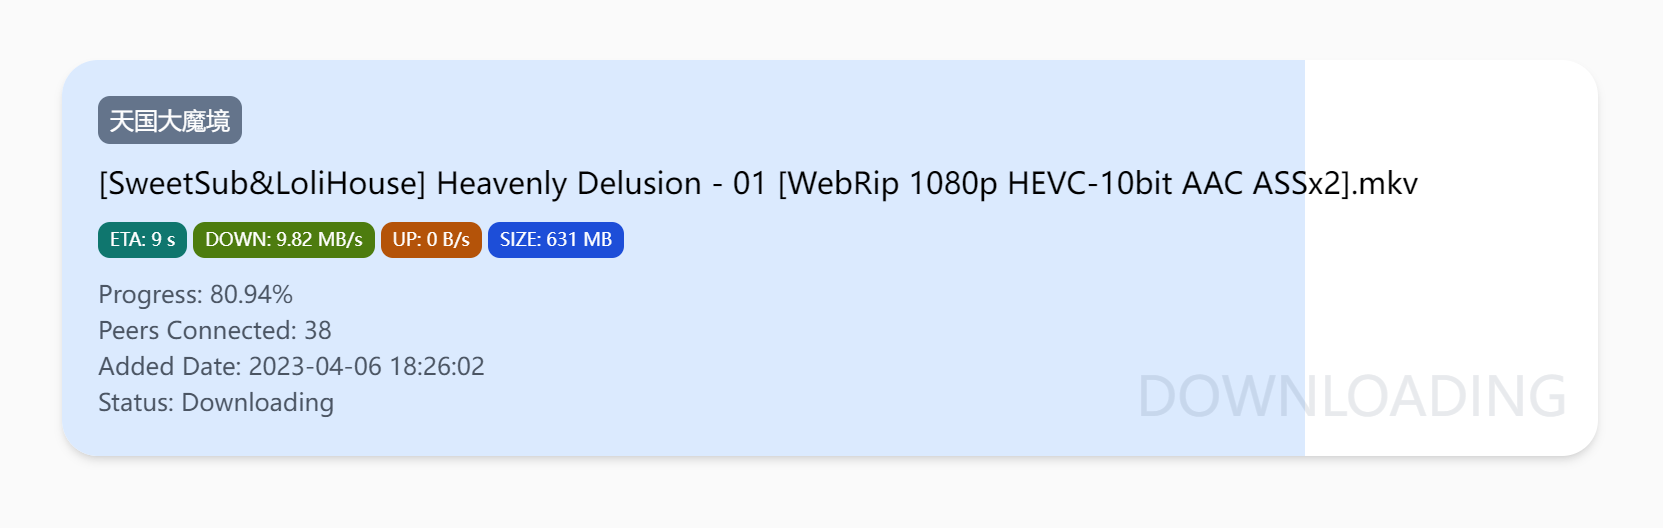 天国大魔境
[SweetSub&LoliHouse] Heavenly Delusion - 01 [WebRip 1080p HEVC-10bit AAC ASSx2].mkv
ETA: 9 s DOWN: 9.82 MB/s UP: 0 B/s SIZE: 631 MB
Progress: 80.94%
Peers Connected: 38
Added Date: 2023-04-06 18:26:02
Status: Downloading
DOWNLOADING